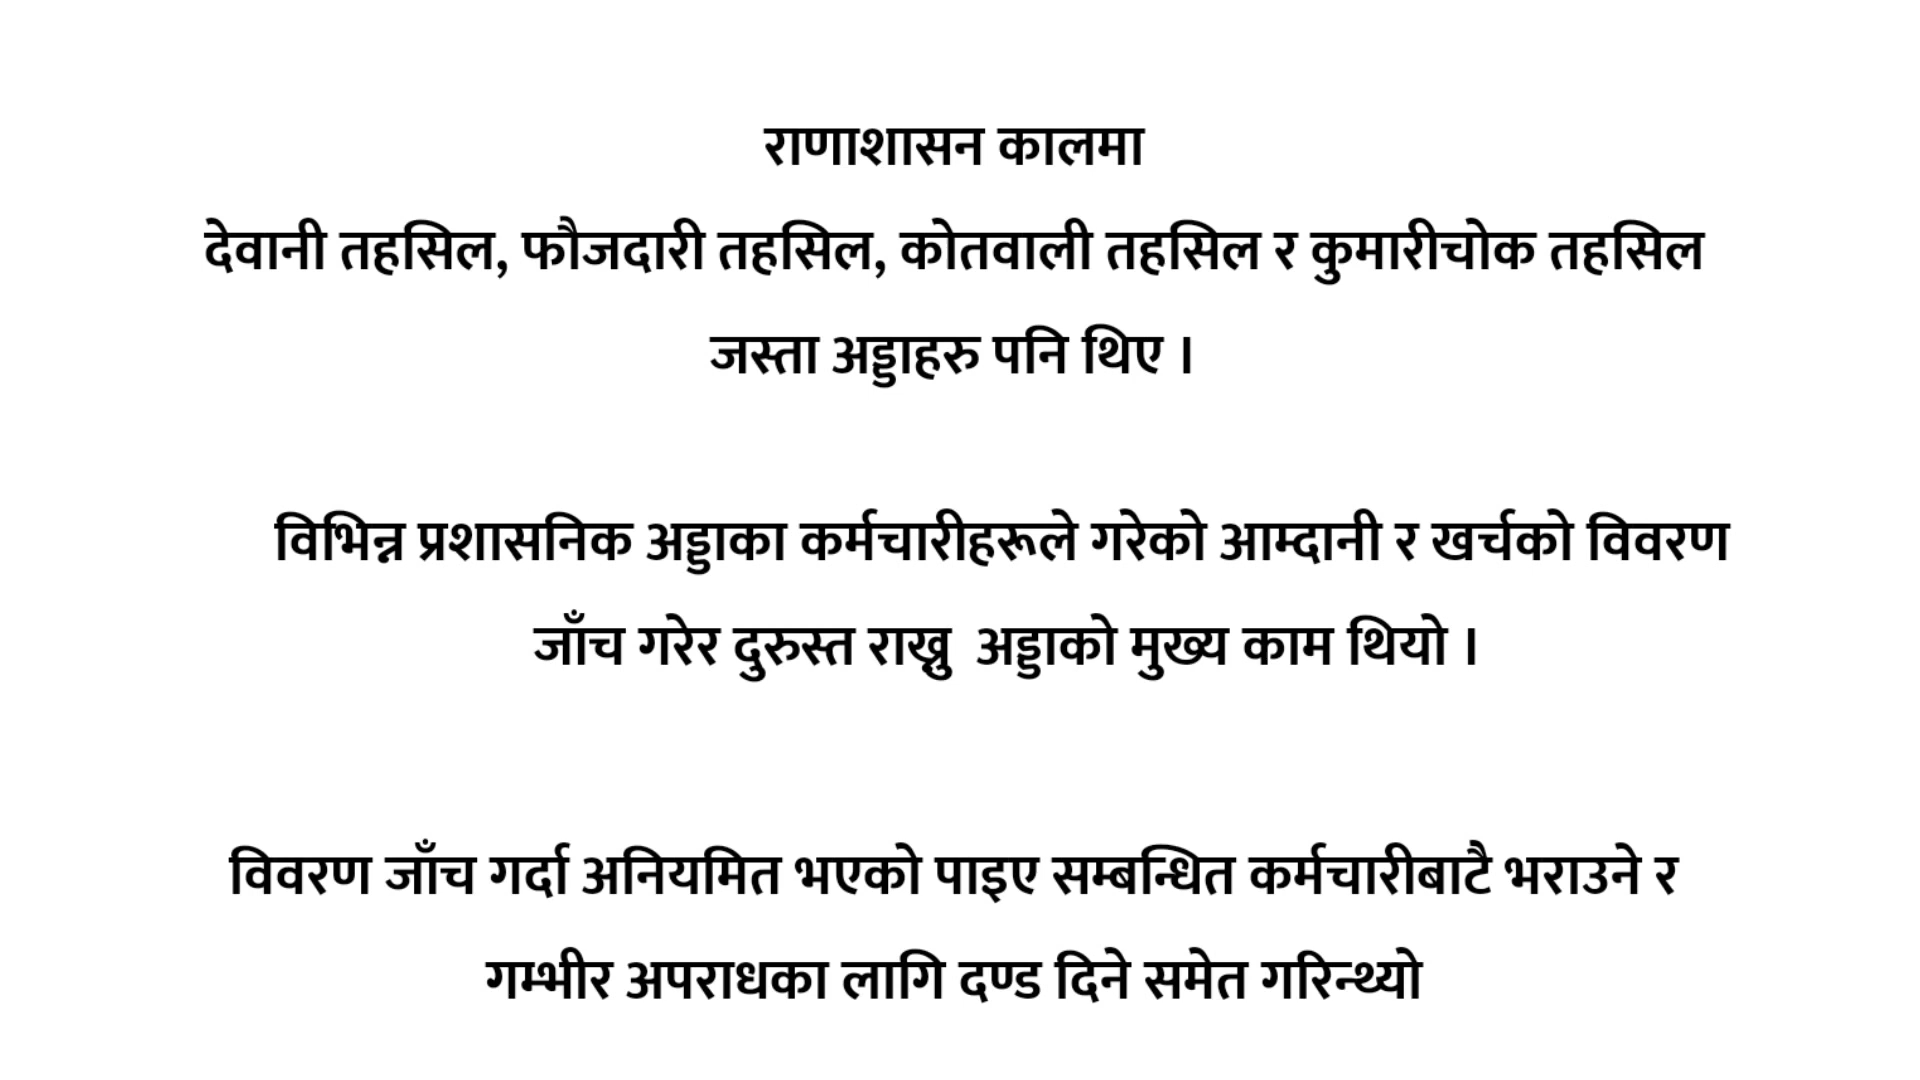 राणाशासन कालमा
देवानी तहसिल, फौजदारी तहसिल, कोतवाली तहसिल र कुमारीचोक तहसिल
जस्ता अड्डाहरु पनि थिए ।
विभिन्न प्रशासनिक अड्डाका कर्मचारीहरूले गरेको आम्दानी र खर्चको विवरण
जाँच गरेर दुरुस्त राख्नु अड्डाको मुख्य काम थियो ।
विवरण जाँच गर्दा अनियमित भएको पाइए सम्बन्धित कर्मचारीबाटै भराउने र
गम्भीर अपराधका लागि दण्ड दिने समेत गरिन्थ्यो